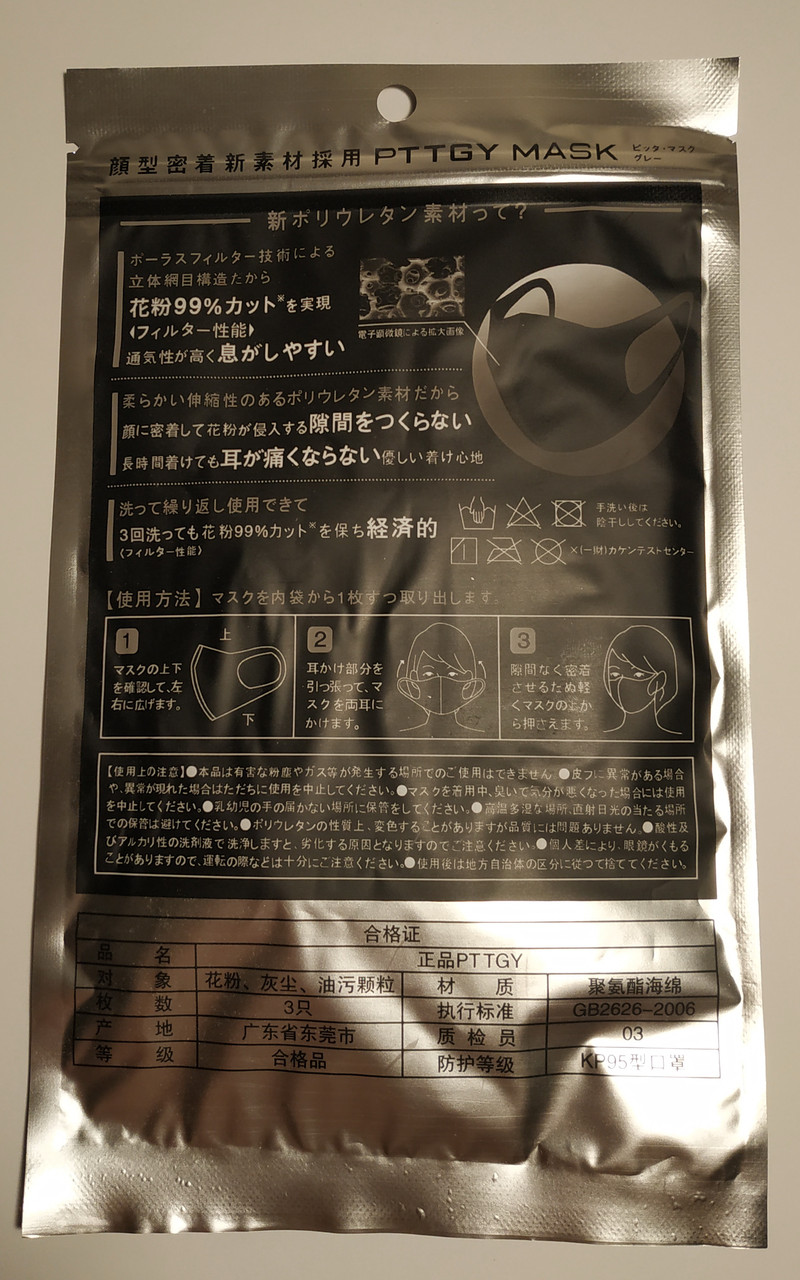 顔型密着新素材採用 PTTGY MASK ピッタ・マスク
グレー
新ポリウレタン素材って?
ポーラスフィルター技術による
立体網目構造だから
花粉99%カット※を実現
《フィルター性能》
通気性が高く息がしやすい
電子顕微鏡による拡大画像
柔らかい伸縮性のあるポリウレタン素材だから
顔に密着して花粉が侵入する隙間をつくらない
長時間着けても耳が痛くならない優しい着け心地
洗って繰り返し使用できて
3回洗っても花粉99%カット※を保ち経済的
〈フィルター性能〉
手洗い後は
陰干ししてください。
×(一財)カケンテストセンター
【使用方法】マスクを内袋から1枚すつ取り出します。
1
上
マスクの上下
を確認して、左
右に広げます。
下
2
耳かけ部分を
引っ張って、マ
スクを両耳に
かけます。
3
隙間なく密着
させるため軽
くマスクの上か
ら押さえます。
【使用上の注意】●本品は有害な粉塵やガス等が発生する場所でのご使用はできません ●皮フに異常がある場合
や、異常が現れた場合はただちに使用を中止してください。●マスクを着用中、臭いで気分が悪くなった場合には使用
を中止してください。●乳幼児の手の届かない場所に保管をしてください。●高温多湿な場所、直射日光の当たる場所
での保管は避けてください。●ポリウレタンの性質上、変色することがありますが品質には問題ありません。●酸性及
びアルカリ性の洗剤液で洗浄しますと、劣化する原因となりますのでご注意ください。●個人差により、眼鏡がくもる
ことがありますので、運転の際などは十分にご注意ください。●使用後は地方自治体の区分に従つて捨ててください。
合格证
品 名 正品PTTGY
对 象 花粉、灰尘、油污颗粒 材 质 聚氨酯海绵
枚 数 3只 执行标准 GB2626-2006
产 地 广东省东莞市 质 检 员 03
等 级 合格品 防护等级 KP95型口罩